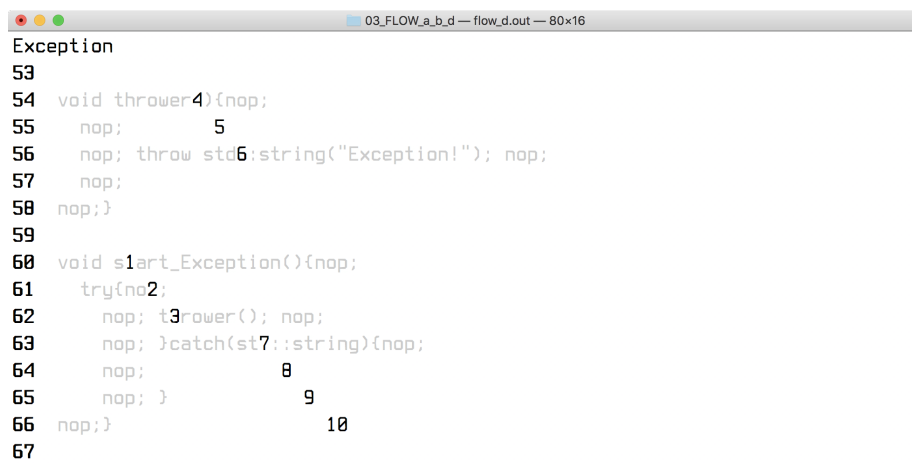 03_FLOW_a_b_d — flow_d.out — 80×16
Exception
53
54  void thrower4){nop;
55    nop;        5
56    nop; throw std6:string("Exception!"); nop;
57    nop;
58  nop;}
59
60  void s1art_Exception(){nop;
61    try{no2;
62      nop; t3rower(); nop;
63      nop; }catch(st7::string){nop;
64      nop;            8
65      nop; }            9
66  nop;}                   10
67